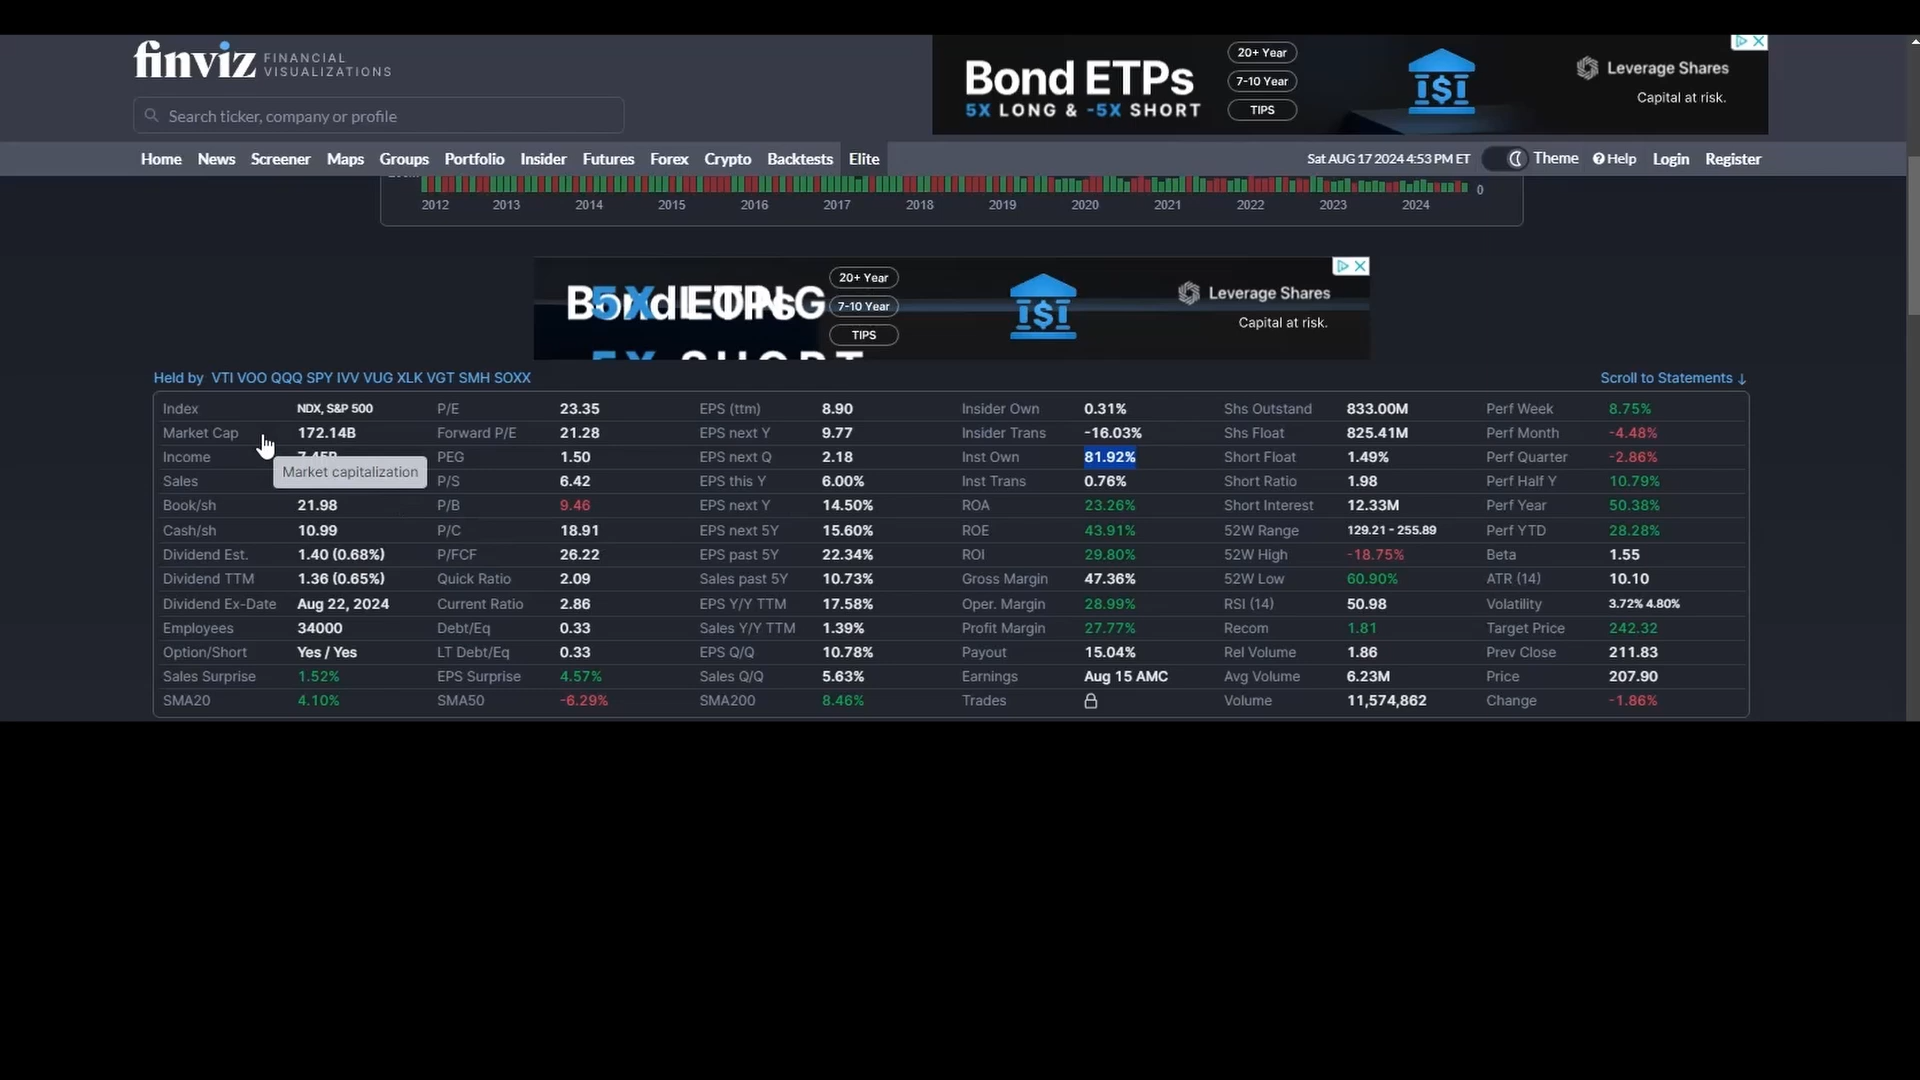 finviz FINANCIAL
VISUALIZATIONS
Search ticker, company or profile
Bond ETPs
5X LONG & -5X SHORT
20+ Year
7-10 Year
TIPS
Leverage Shares
Capital at risk.
Home News Screener Maps Groups Portfolio Insider Futures Forex Crypto Backtests Elite Sat AUG 17 2024 4:53 PM ET Theme Help Login Register
0
2012 2013 2014 2015 2016 2017 2018 2019 2020 2021 2022 2023 2024
20+ Year
7-10 Year
TIPS
Leverage Shares
Capital at risk.
Held by VTI VOO QQQ SPY IVV VUG XLK VGT SMH SOXX Scroll to Statements ↓
Index NDX, S&P 500 P/E 23.35 EPS (ttm) 8.90 Insider Own 0.31% Shs Outstand 833.00M Perf Week 8.75%
Market Cap 172.14B Forward P/E 21.28 EPS next Y 9.77 Insider Trans -16.03% Shs Float 825.41M Perf Month -4.48%
Income PEG 1.50 EPS next Q 2.18 Inst Own 81.92% Short Float 1.49% Perf Quarter -2.86%
Market capitalization
Sales P/S 6.42 EPS this Y 6.00% Inst Trans 0.76% Short Ratio 1.98 Perf Half Y 10.79%
Book/sh 21.98 P/B 9.46 EPS next Y 14.50% ROA 23.26% Short Interest 12.33M Perf Year 50.38%
Cash/sh 10.99 P/C 18.91 EPS next 5Y 15.60% ROE 43.91% 52W Range 129.21 - 255.89 Perf YTD 28.28%
Dividend Est. 1.40 (0.68%) P/FCF 26.22 EPS past 5Y 22.34% ROI 29.80% 52W High -18.75% Beta 1.55
Dividend TTM 1.36 (0.65%) Quick Ratio 2.09 Sales past 5Y 10.73% Gross Margin 47.36% 52W Low 60.90% ATR (14) 10.10
Dividend Ex-Date Aug 22, 2024 Current Ratio 2.86 EPS Y/Y TTM 17.58% Oper. Margin 28.99% RSI (14) 50.98 Volatility 3.72% 4.80%
Employees 34000 Debt/Eq 0.33 Sales Y/Y TTM 1.39% Profit Margin 27.77% Recom 1.81 Target Price 242.32
Option/Short Yes / Yes LT Debt/Eq 0.33 EPS Q/Q 10.78% Payout 15.04% Rel Volume 1.86 Prev Close 211.83
Sales Surprise 1.52% EPS Surprise 4.57% Sales Q/Q 5.63% Earnings Aug 15 AMC Avg Volume 6.23M Price 207.90
SMA20 4.10% SMA50 -6.29% SMA200 8.46% Trades Volume 11,574,862 Change -1.86%